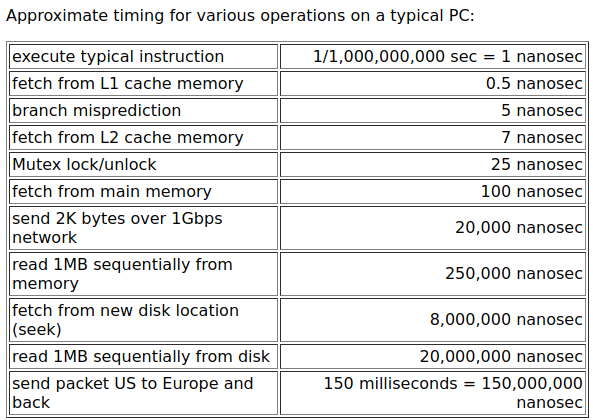 Approximate timing for various operations on a typical PC:
execute typical instruction 1/1,000,000,000 sec = 1 nanosec
fetch from L1 cache memory 0.5 nanosec
branch misprediction 5 nanosec
fetch from L2 cache memory 7 nanosec
Mutex lock/unlock 25 nanosec
fetch from main memory 100 nanosec
send 2K bytes over 1Gbps
network
20,000 nanosec
read 1MB sequentially from
memory
250,000 nanosec
fetch from new disk location
(seek)
8,000,000 nanosec
read 1MB sequentially from disk 20,000,000 nanosec
send packet US to Europe and
back
150 milliseconds = 150,000,000
nanosec